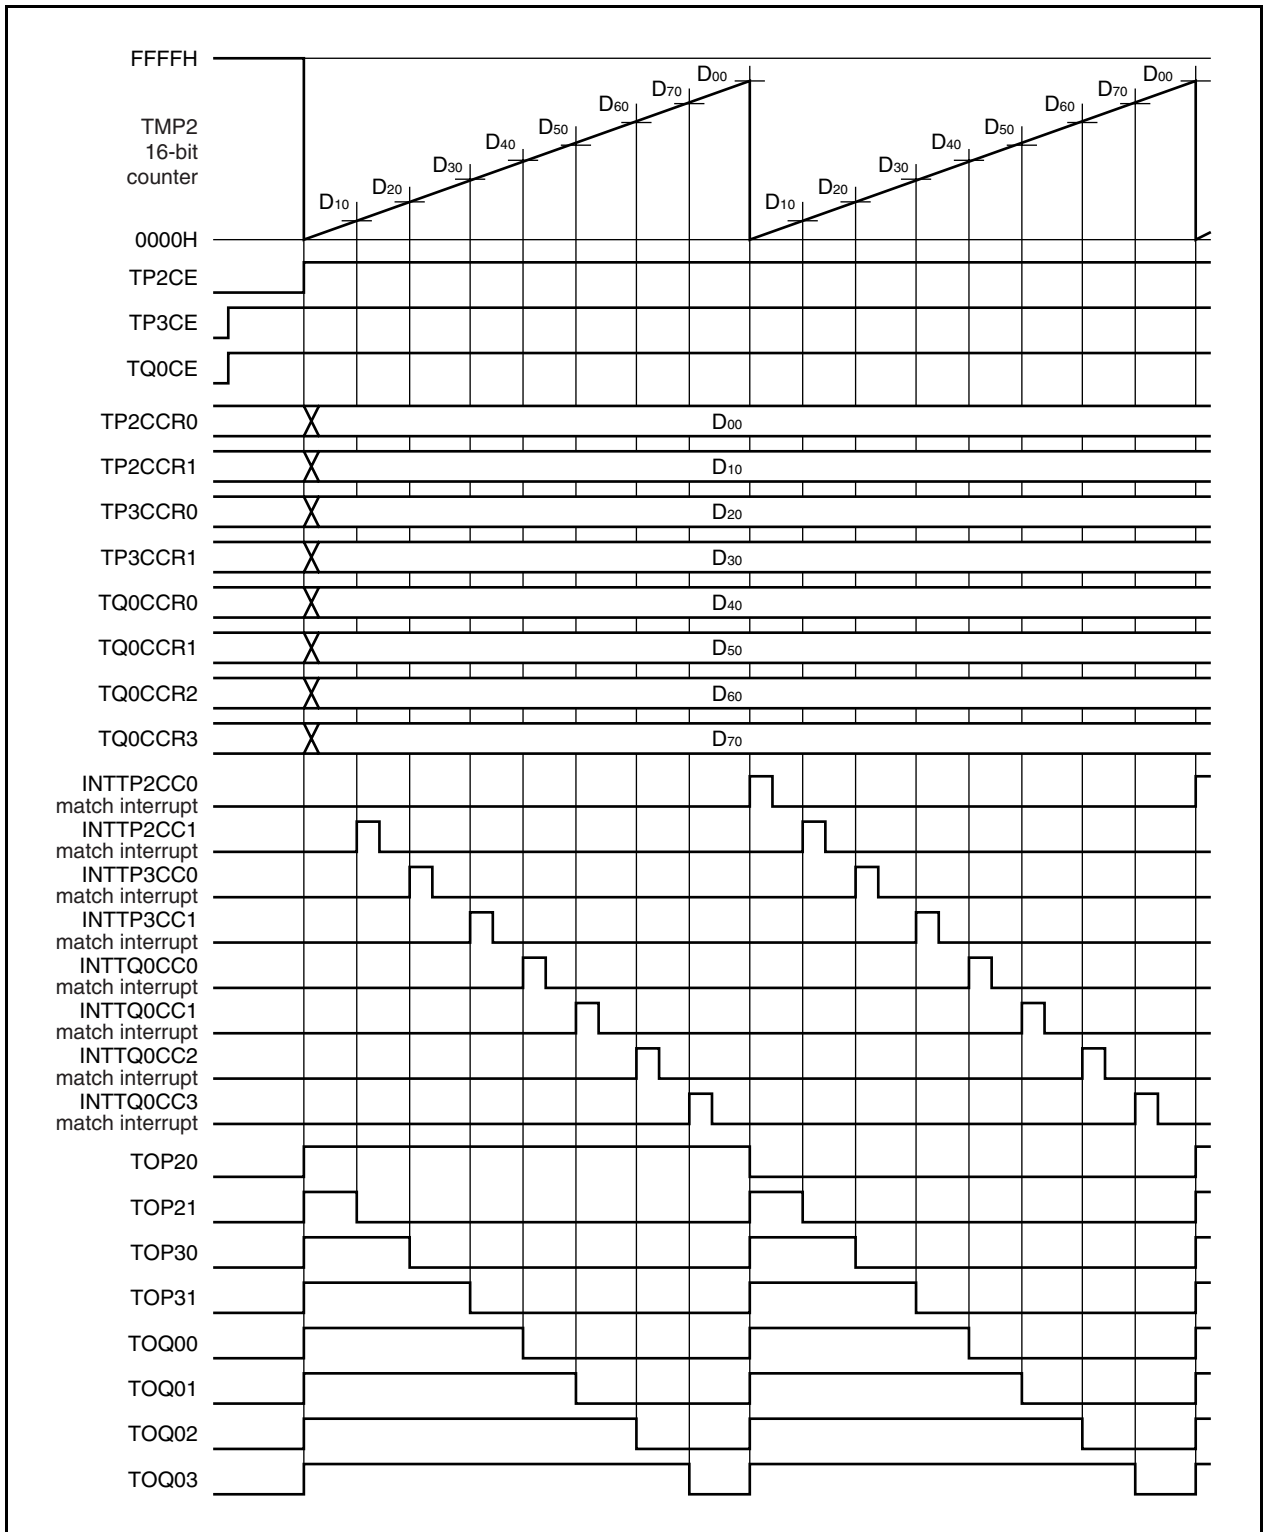 FFFFH
TMP2
16-bit
counter
0000H
D10
D20
D30
D40
D50
D60
D70
D00
D10
D20
D30
D40
D50
D60
D70
D00
TP2CE
TP3CE
TQ0CE
TP2CCR0 D00
TP2CCR1 D10
TP3CCR0 D20
TP3CCR1 D30
TQ0CCR0 D40
TQ0CCR1 D50
TQ0CCR2 D60
TQ0CCR3 D70
INTTP2CC0
match interrupt
INTTP2CC1
match interrupt
INTTP3CC0
match interrupt
INTTP3CC1
match interrupt
INTTQ0CC0
match interrupt
INTTQ0CC1
match interrupt
INTTQ0CC2
match interrupt
INTTQ0CC3
match interrupt
TOP20
TOP21
TOP30
TOP31
TOQ00
TOQ01
TOQ02
TOQ03